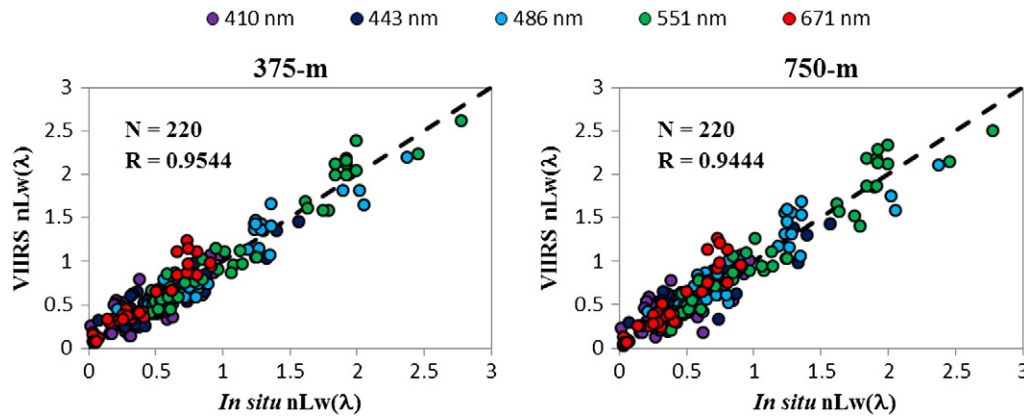 410 nm 443 nm 486 nm 551 nm 671 nm
375-m
750-m
N = 220
R = 0.9544
N = 220
R = 0.9444
VIIRS nLw(λ)
3
2.5
2
1.5
1
0.5
0
0 0.5 1 1.5 2 2.5 3
In situ nLw(λ)
VIIRS nLw(λ)
3
2.5
2
1.5
1
0.5
0
0 0.5 1 1.5 2 2.5 3
In situ nLw(λ)